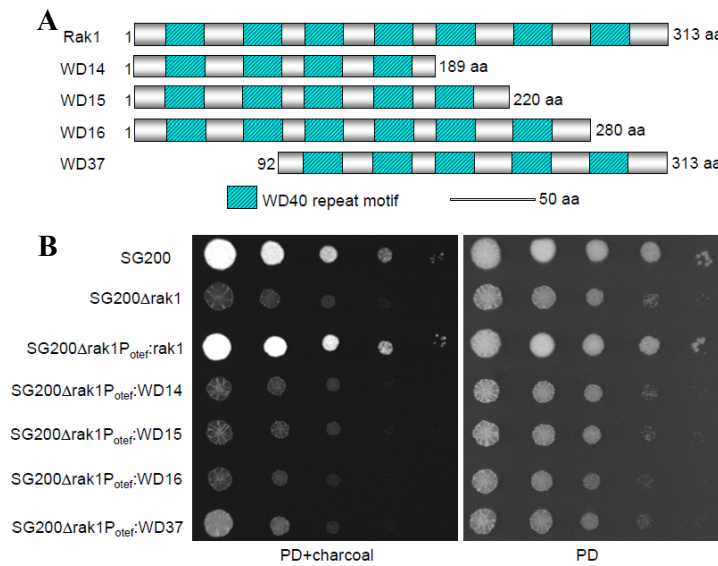 A
Rak1 1 313 aa
WD14 1 189 aa
WD15 1 220 aa
WD16 1 280 aa
WD37 92 313 aa
WD40 repeat motif 50 aa
B
SG200
SG200Δrak1
SG200Δrak1Potef:rak1
SG200Δrak1Potef:WD14
SG200Δrak1Potef:WD15
SG200Δrak1Potef:WD16
SG200Δrak1Potef:WD37
PD+charcoal PD